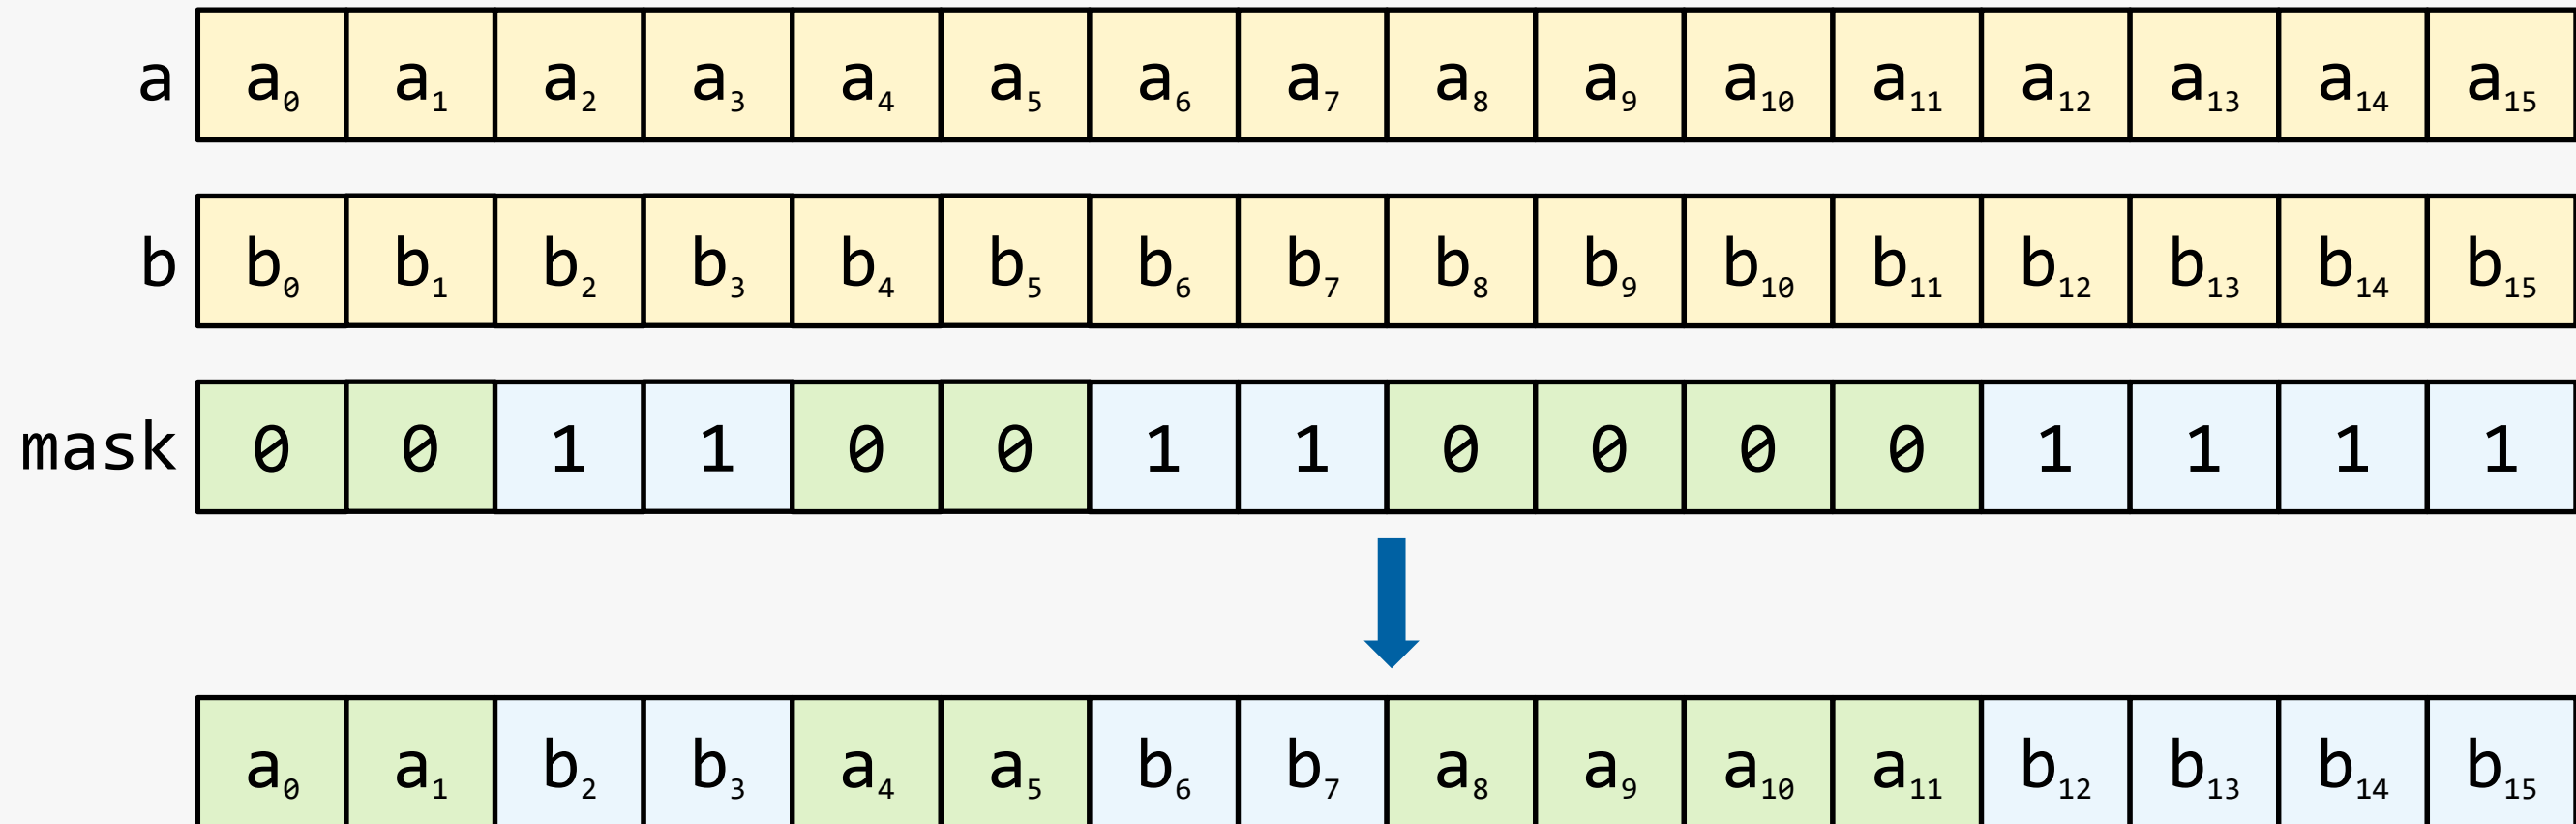 a a₀ a₁ a₂ a₃ a₄ a₅ a₆ a₇ a₈ a₉ a₁₀ a₁₁ a₁₂ a₁₃ a₁₄ a₁₅
b b₀ b₁ b₂ b₃ b₄ b₅ b₆ b₇ b₈ b₉ b₁₀ b₁₁ b₁₂ b₁₃ b₁₄ b₁₅
mask 0 0 1 1 0 0 1 1 0 0 0 0 1 1 1 1
a₀ a₁ b₂ b₃ a₄ a₅ b₆ b₇ a₈ a₉ a₁₀ a₁₁ b₁₂ b₁₃ b₁₄ b₁₅